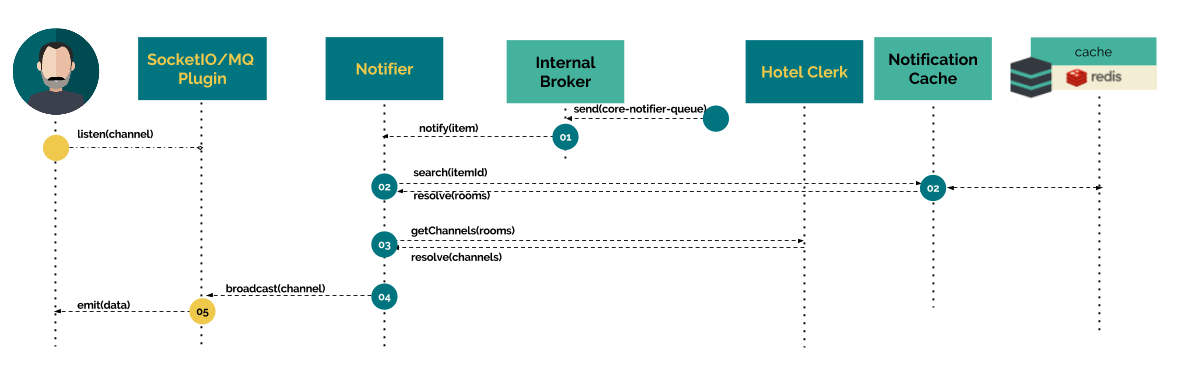 SocketIO/MQ
Plugin
Notifier
Internal
Broker
Hotel Clerk
Notification
Cache
cache
redis
send(core-notifier-queue)
listen(channel)
notify(item)
01
search(itemId)
02
02
resolve(rooms)
getChannels(rooms)
03
resolve(channels)
broadcast(channel)
04
emit(data)
05